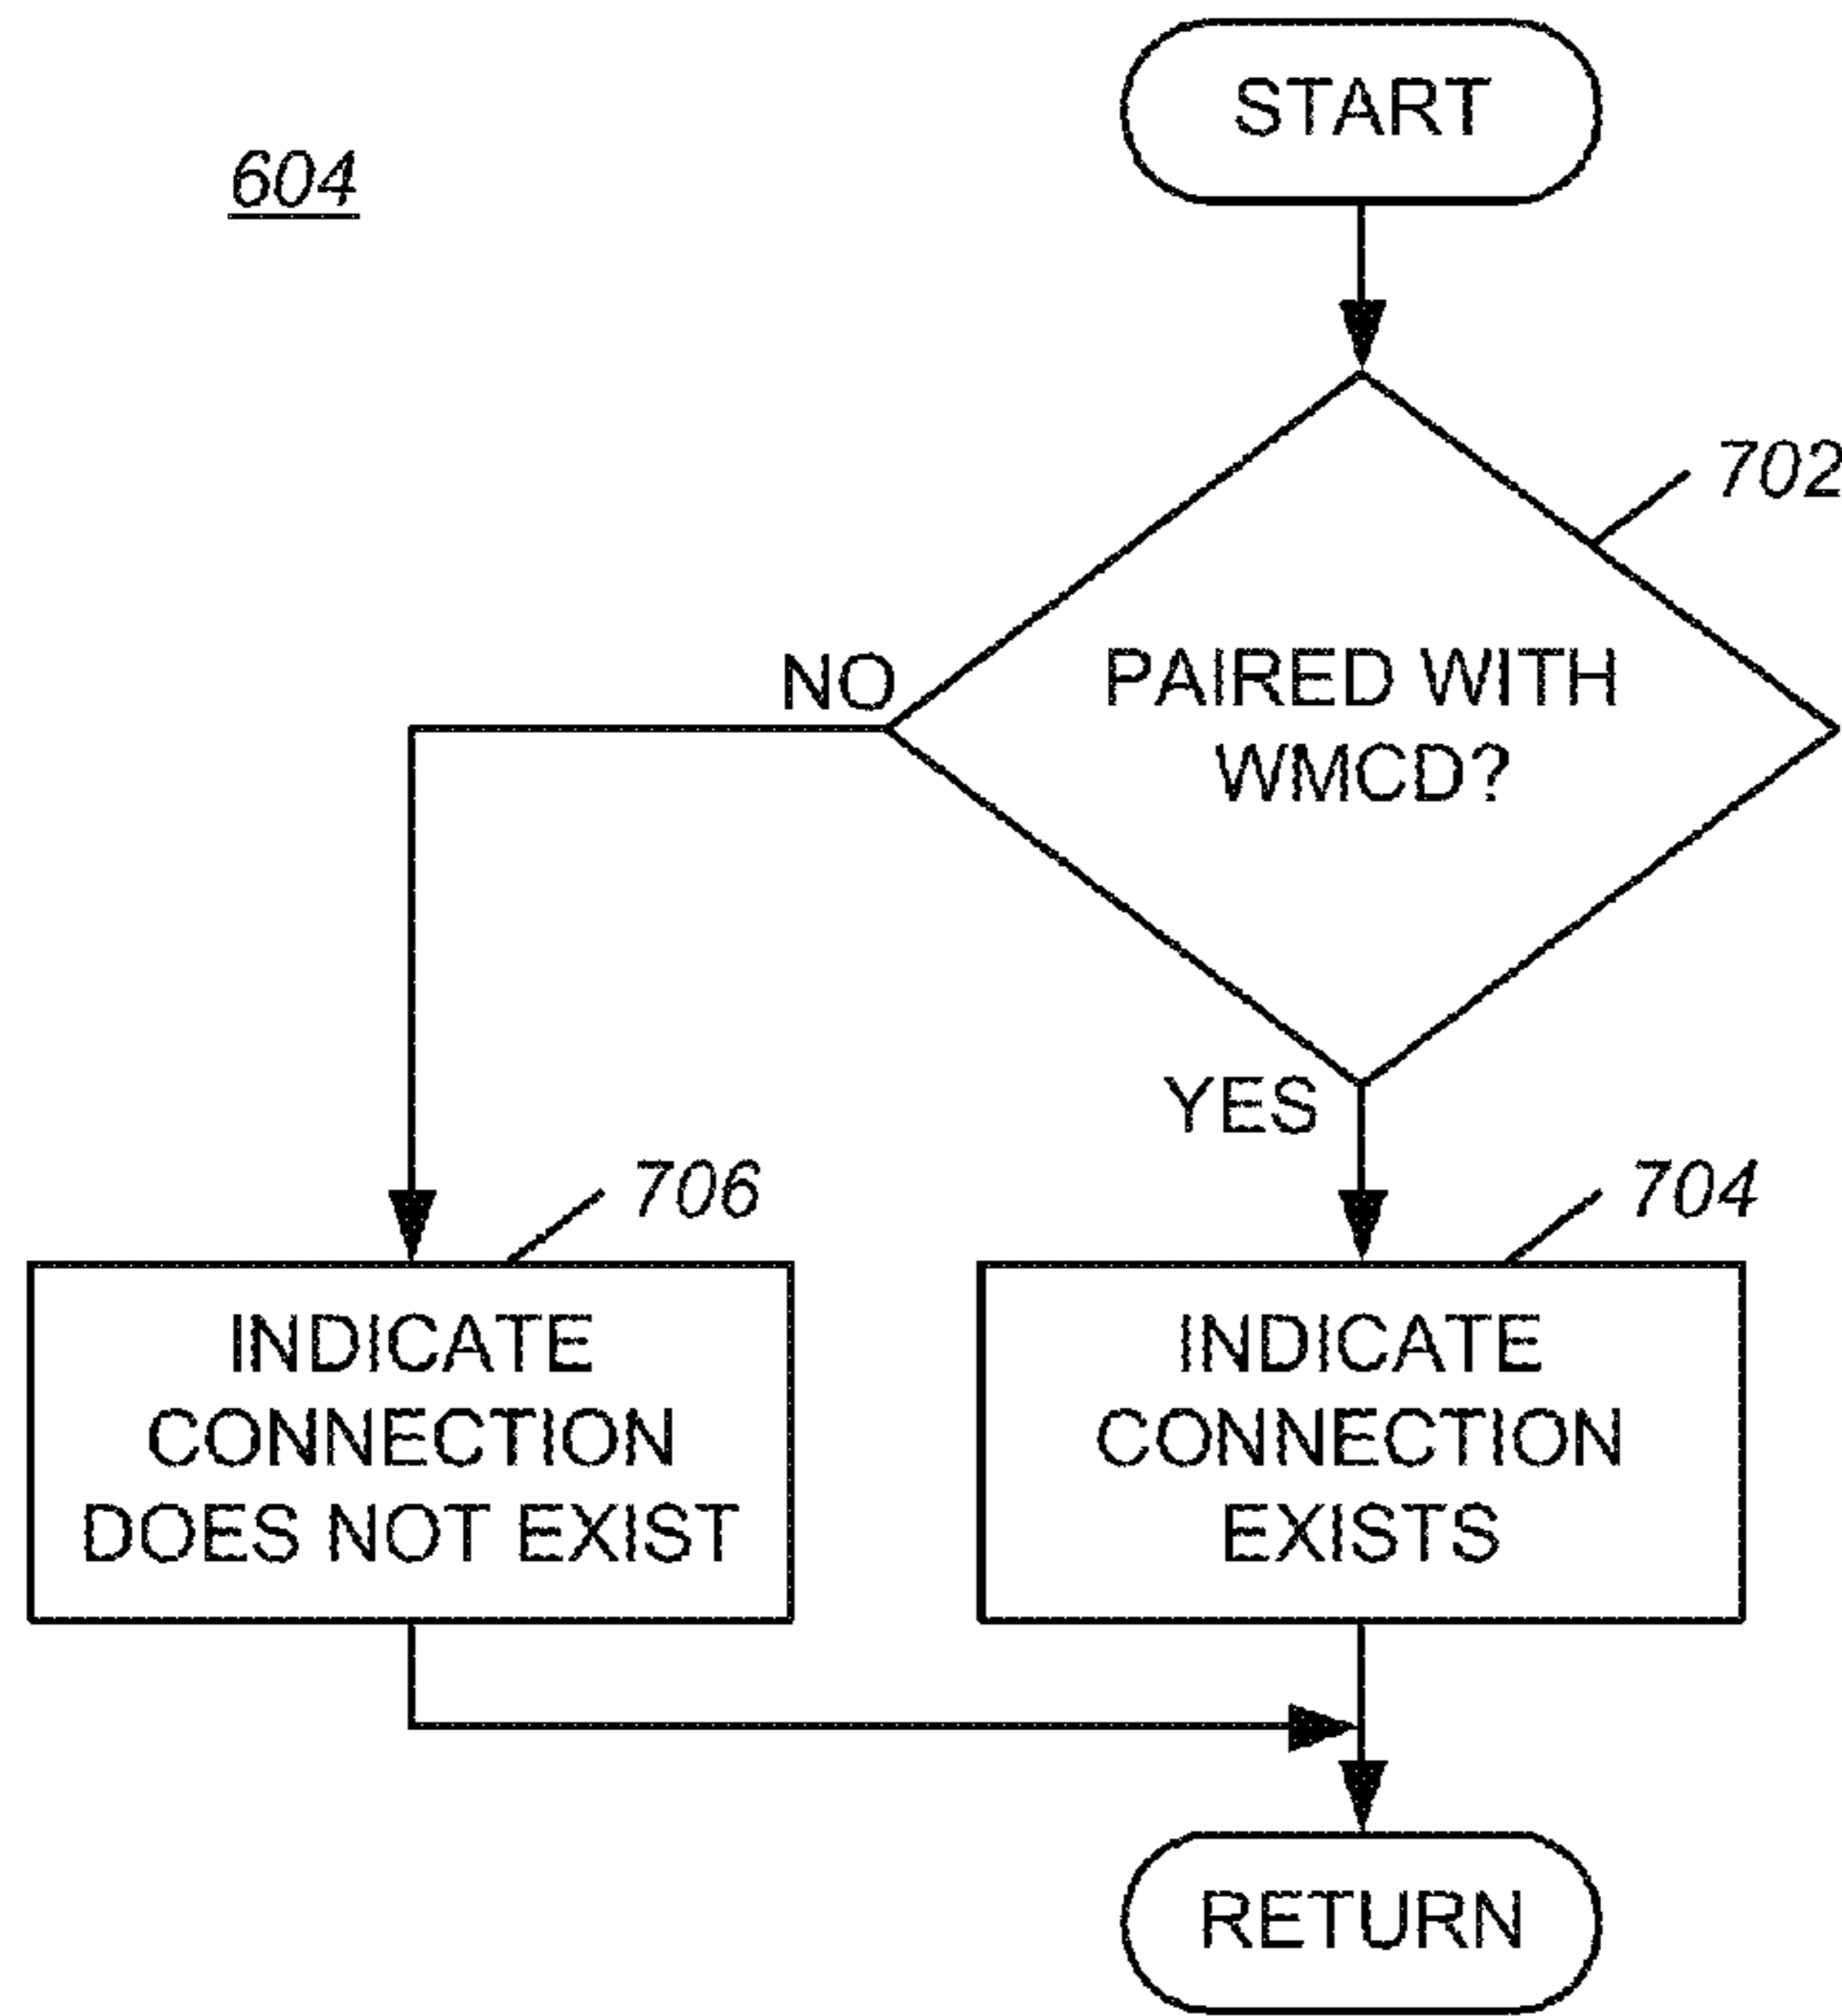 START
604
702
NO
PAIRED WITH
WMCD?
YES
706
704
INDICATE
CONNECTION
DOES NOT EXIST
INDICATE
CONNECTION
EXISTS
RETURN